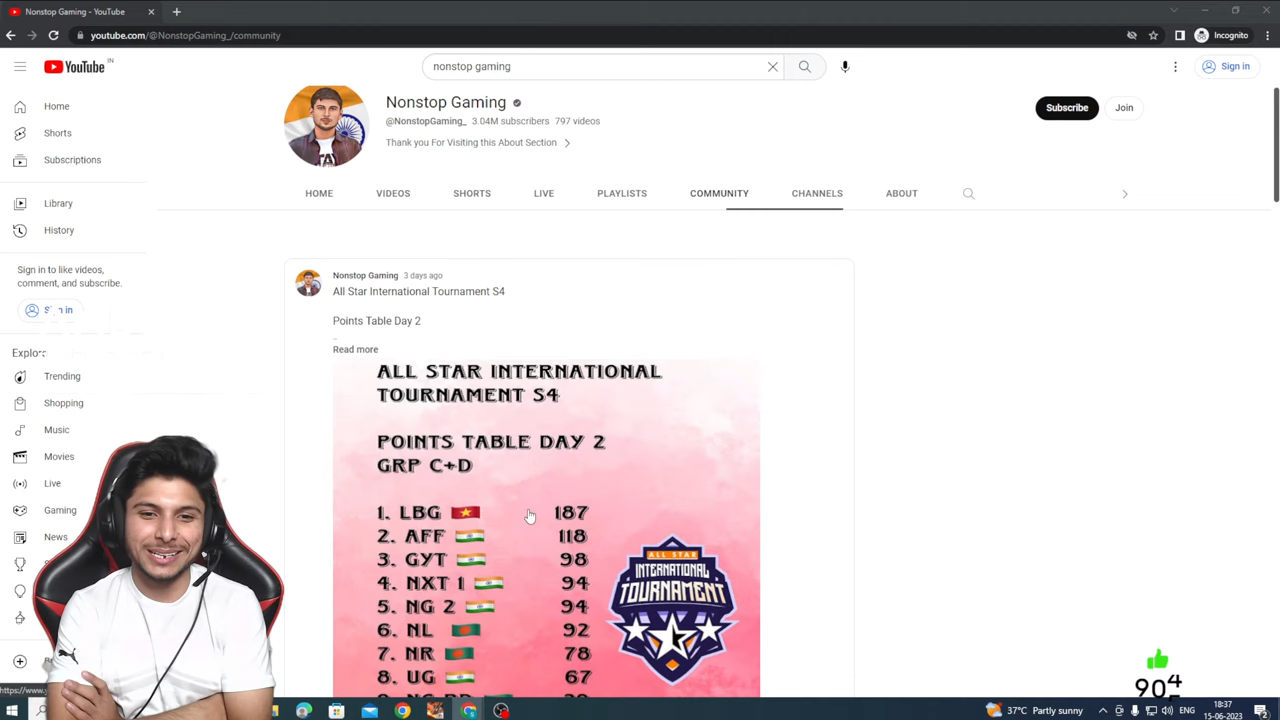 Nonstop Gaming - YouTube
youtube.com/@NonstopGaming_/community
Incognito
YouTube IN
nonstop gaming
Sign in
Home
Shorts
Subscriptions
Library
History
Sign in to like videos,
comment, and subscribe.
Sign in
Explore
Trending
Shopping
Music
Movies
Live
Gaming
News
Nonstop Gaming
@NonstopGaming_ 3.04M subscribers 797 videos
Thank you For Visiting this About Section
Subscribe
Join
HOME
VIDEOS
SHORTS
LIVE
PLAYLISTS
COMMUNITY
CHANNELS
ABOUT
Nonstop Gaming 3 days ago
All Star International Tournament S4
Points Table Day 2
..
Read more
ALL STAR INTERNATIONAL
TOURNAMENT S4
POINTS TABLE DAY 2
GRP C+D
1. LBG 187
2. AFF 118
3. GYT 98
4. NXT 1 94
5. NG 2 94
6. NL 92
7. NR 78
8. UG 67
ALL STAR
INTERNATIONAL
TOURNAMENT
904
https://www.y
37°C Partly sunny
ENG
18:37
15-06-2023